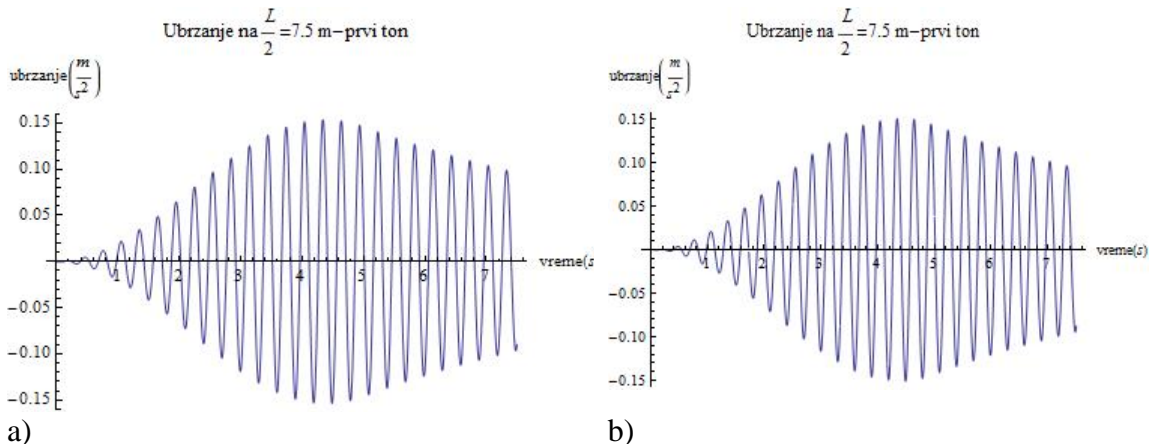 Ubrzanje na L/2 =7.5 m–prvi ton
ubrzanje(m/s²)
0.15
0.10
0.05
−0.05
−0.10
−0.15
1 2 3 4 5 6 7
vreme(s
a)
Ubrzanje na L/2 =7.5 m–prvi ton
ubrzanje(m/s²)
0.15
0.10
0.05
−0.05
−0.10
−0.15
1 2 3 4 5 6 7
vreme(s)
b)